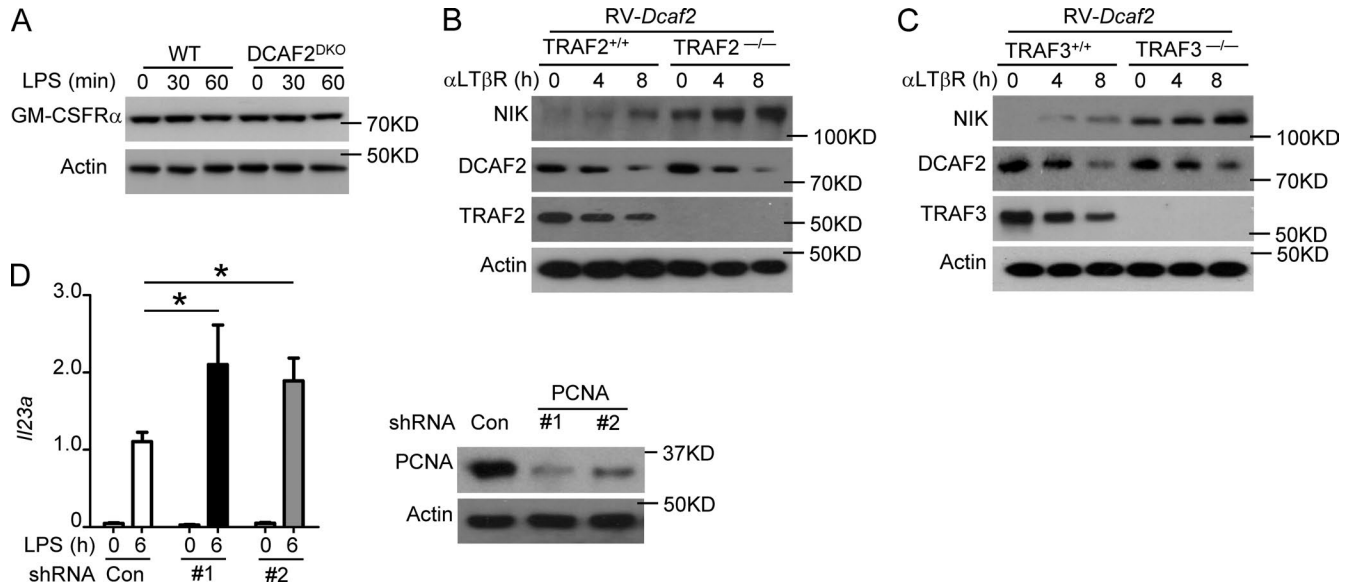 A
WT DCAF2DKO
LPS (min) 0 30 60 0 30 60
GM-CSFRα
70KD
50KD
Actin
B
RV-Dcaf2
TRAF2+/+ TRAF2 —/—
αLTβR (h) 0 4 8 0 4 8
NIK
100KD
DCAF2
70KD
TRAF2
50KD
50KD
Actin
C
RV-Dcaf2
TRAF3+/+ TRAF3 —/—
αLTβR (h) 0 4 8 0 4 8
NIK
100KD
DCAF2
70KD
TRAF3
50KD
50KD
Actin
D
*
*
3.0
2.0
1.0
0
Il23a
LPS (h) 0 6 0 6 0 6
shRNA Con #1 #2
PCNA
shRNA Con #1 #2
37KD
PCNA
50KD
Actin